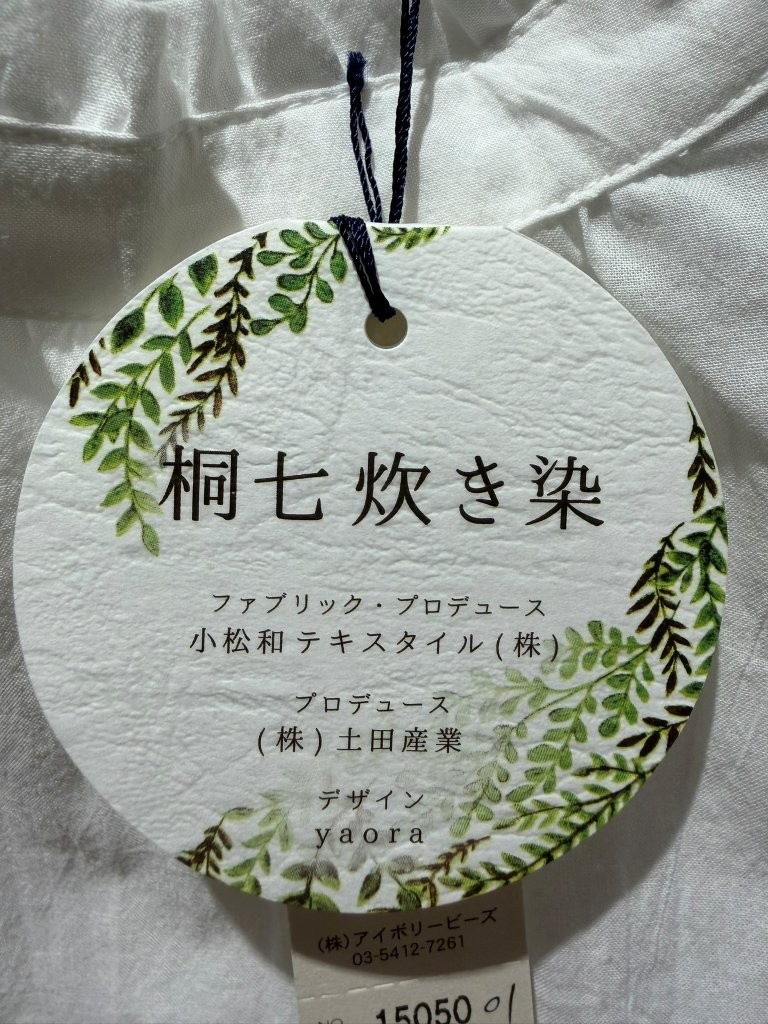 桐七炊き染
ファブリック・プロデュース
小松和テキスタイル(株)
プロデュース
(株)土田産業
デザイン
yaora
(株)アイボリービーズ
03-5412-7261
NO. 15050 01